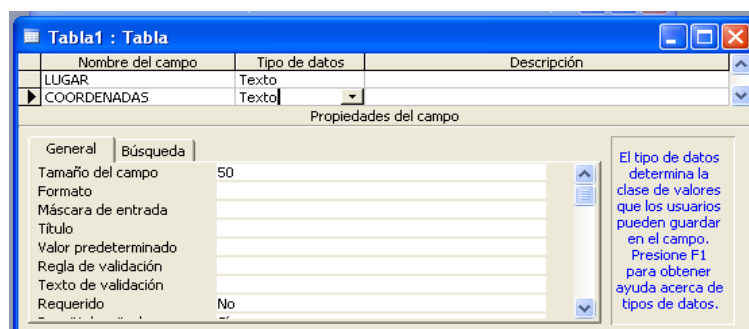 Tabla1 : Tabla
Nombre del campo Tipo de datos Descripción
LUGAR Texto
COORDENADAS Texto
Propiedades del campo
General Búsqueda
Tamaño del campo 50
Formato
Máscara de entrada
Título
Valor predeterminado
Regla de validación
Texto de validación
Requerido No
El tipo de datos
determina la
clase de valores
que los usuarios
pueden guardar
en el campo.
Presione F1
para obtener
ayuda acerca de
tipos de datos.